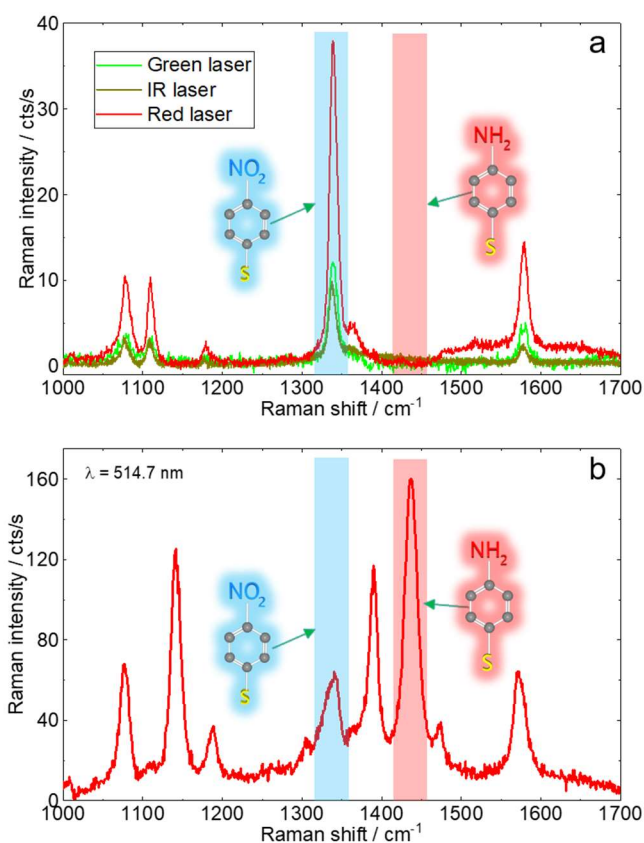 a
Green laser
IR laser
Red laser
NO2
S
NH2
S
Raman intensity / cts/s
40
30
20
10
0
1000 1100 1200 1300 1400 1500 1600 1700
Raman shift / cm-1
b
λ = 514.7 nm
NO2
S
NH2
S
Raman intensity / cts/s
160
120
80
40
0
1000 1100 1200 1300 1400 1500 1600 1700
Raman shift / cm-1